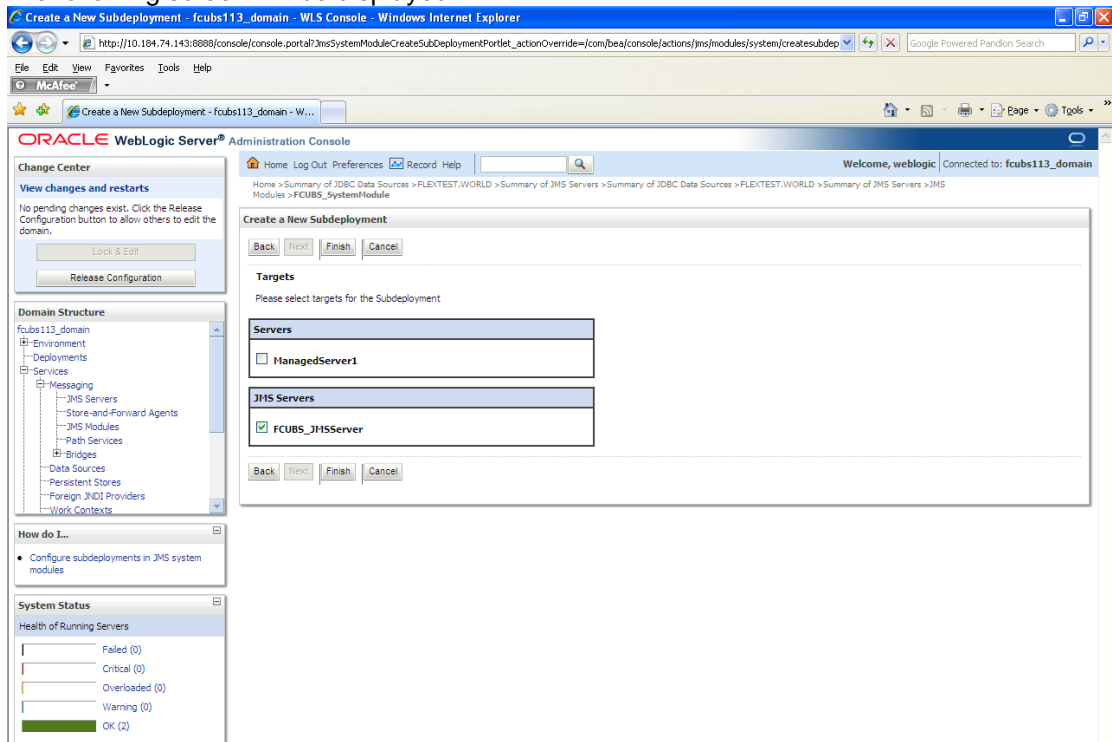 Create a New Subdeployment - fcubs113_domain - WLS Console - Windows Internet Explorer
http://10.184.74.143:8888/console/console.portal?JmsSystemModuleCreateSubDeploymentPortlet_actionOverride=/com/bea/console/actions/jms/modules/system/createsubdep
Google Powered Pandion Search
File Edit View Favorites Tools Help
McAfee
Create a New Subdeployment - fcubs113_domain - W...
Page Tools
ORACLE WebLogic Server® Administration Console
Change Center
View changes and restarts
No pending changes exist. Click the Release
Configuration button to allow others to edit the
domain.
Lock & Edit
Release Configuration
Domain Structure
fcubs113_domain
Environment
Deployments
Services
Messaging
JMS Servers
Store-and-Forward Agents
JMS Modules
Path Services
Bridges
Data Sources
Persistent Stores
Foreign JNDI Providers
Work Contexts
How do I...
Configure subdeployments in JMS system
modules
System Status
Health of Running Servers
Failed (0)
Critical (0)
Overloaded (0)
Warning (0)
OK (2)
Home Log Out Preferences Record Help
Welcome, weblogic Connected to: fcubs113_domain
Home >Summary of JDBC Data Sources >FLEXTEST.WORLD >Summary of JMS Servers >Summary of JDBC Data Sources >FLEXTEST.WORLD >Summary of JMS Servers >JMS
Modules >FCUBS_SystemModule
Create a New Subdeployment
Back Next Finish Cancel
Targets
Please select targets for the Subdeployment
Servers
ManagedServer1
JMS Servers
FCUBS_JMSServer
Back Next Finish Cancel